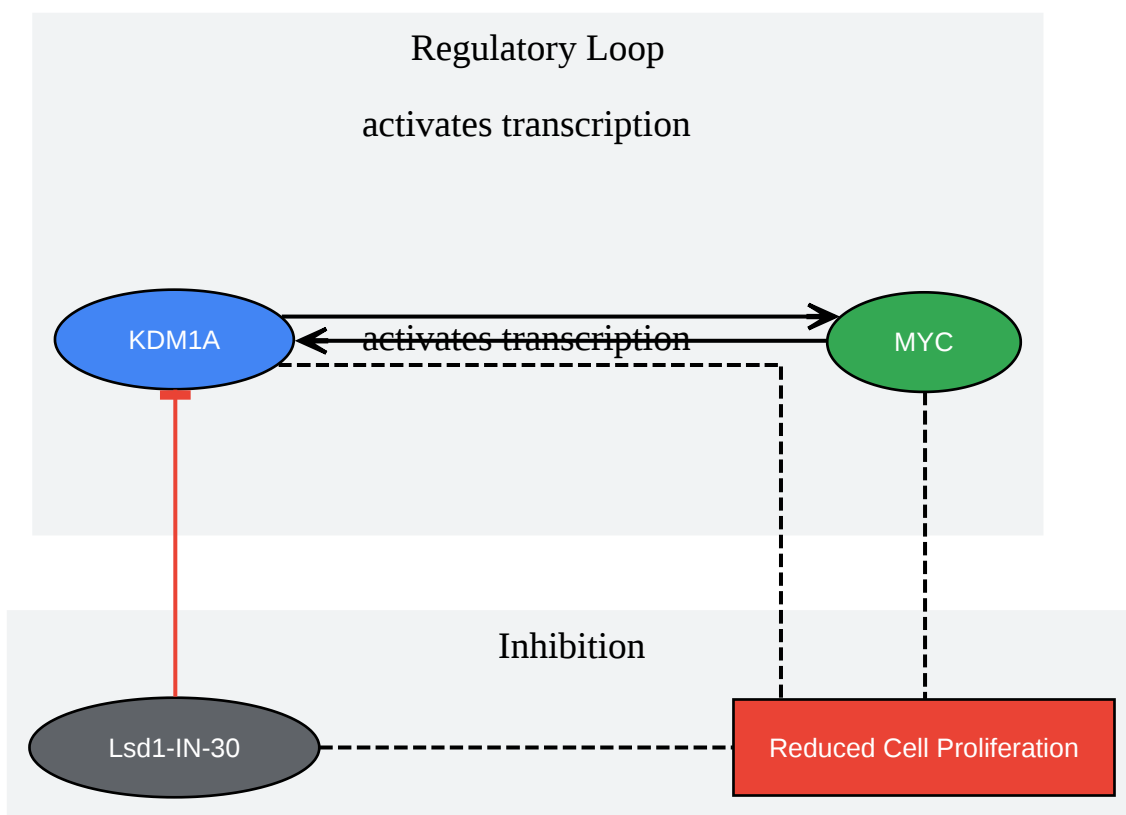 Regulatory Loop
activates transcription
KDM1A
activates transcription
MYC
Inhibition
Lsd1-IN-30
Reduced Cell Proliferation